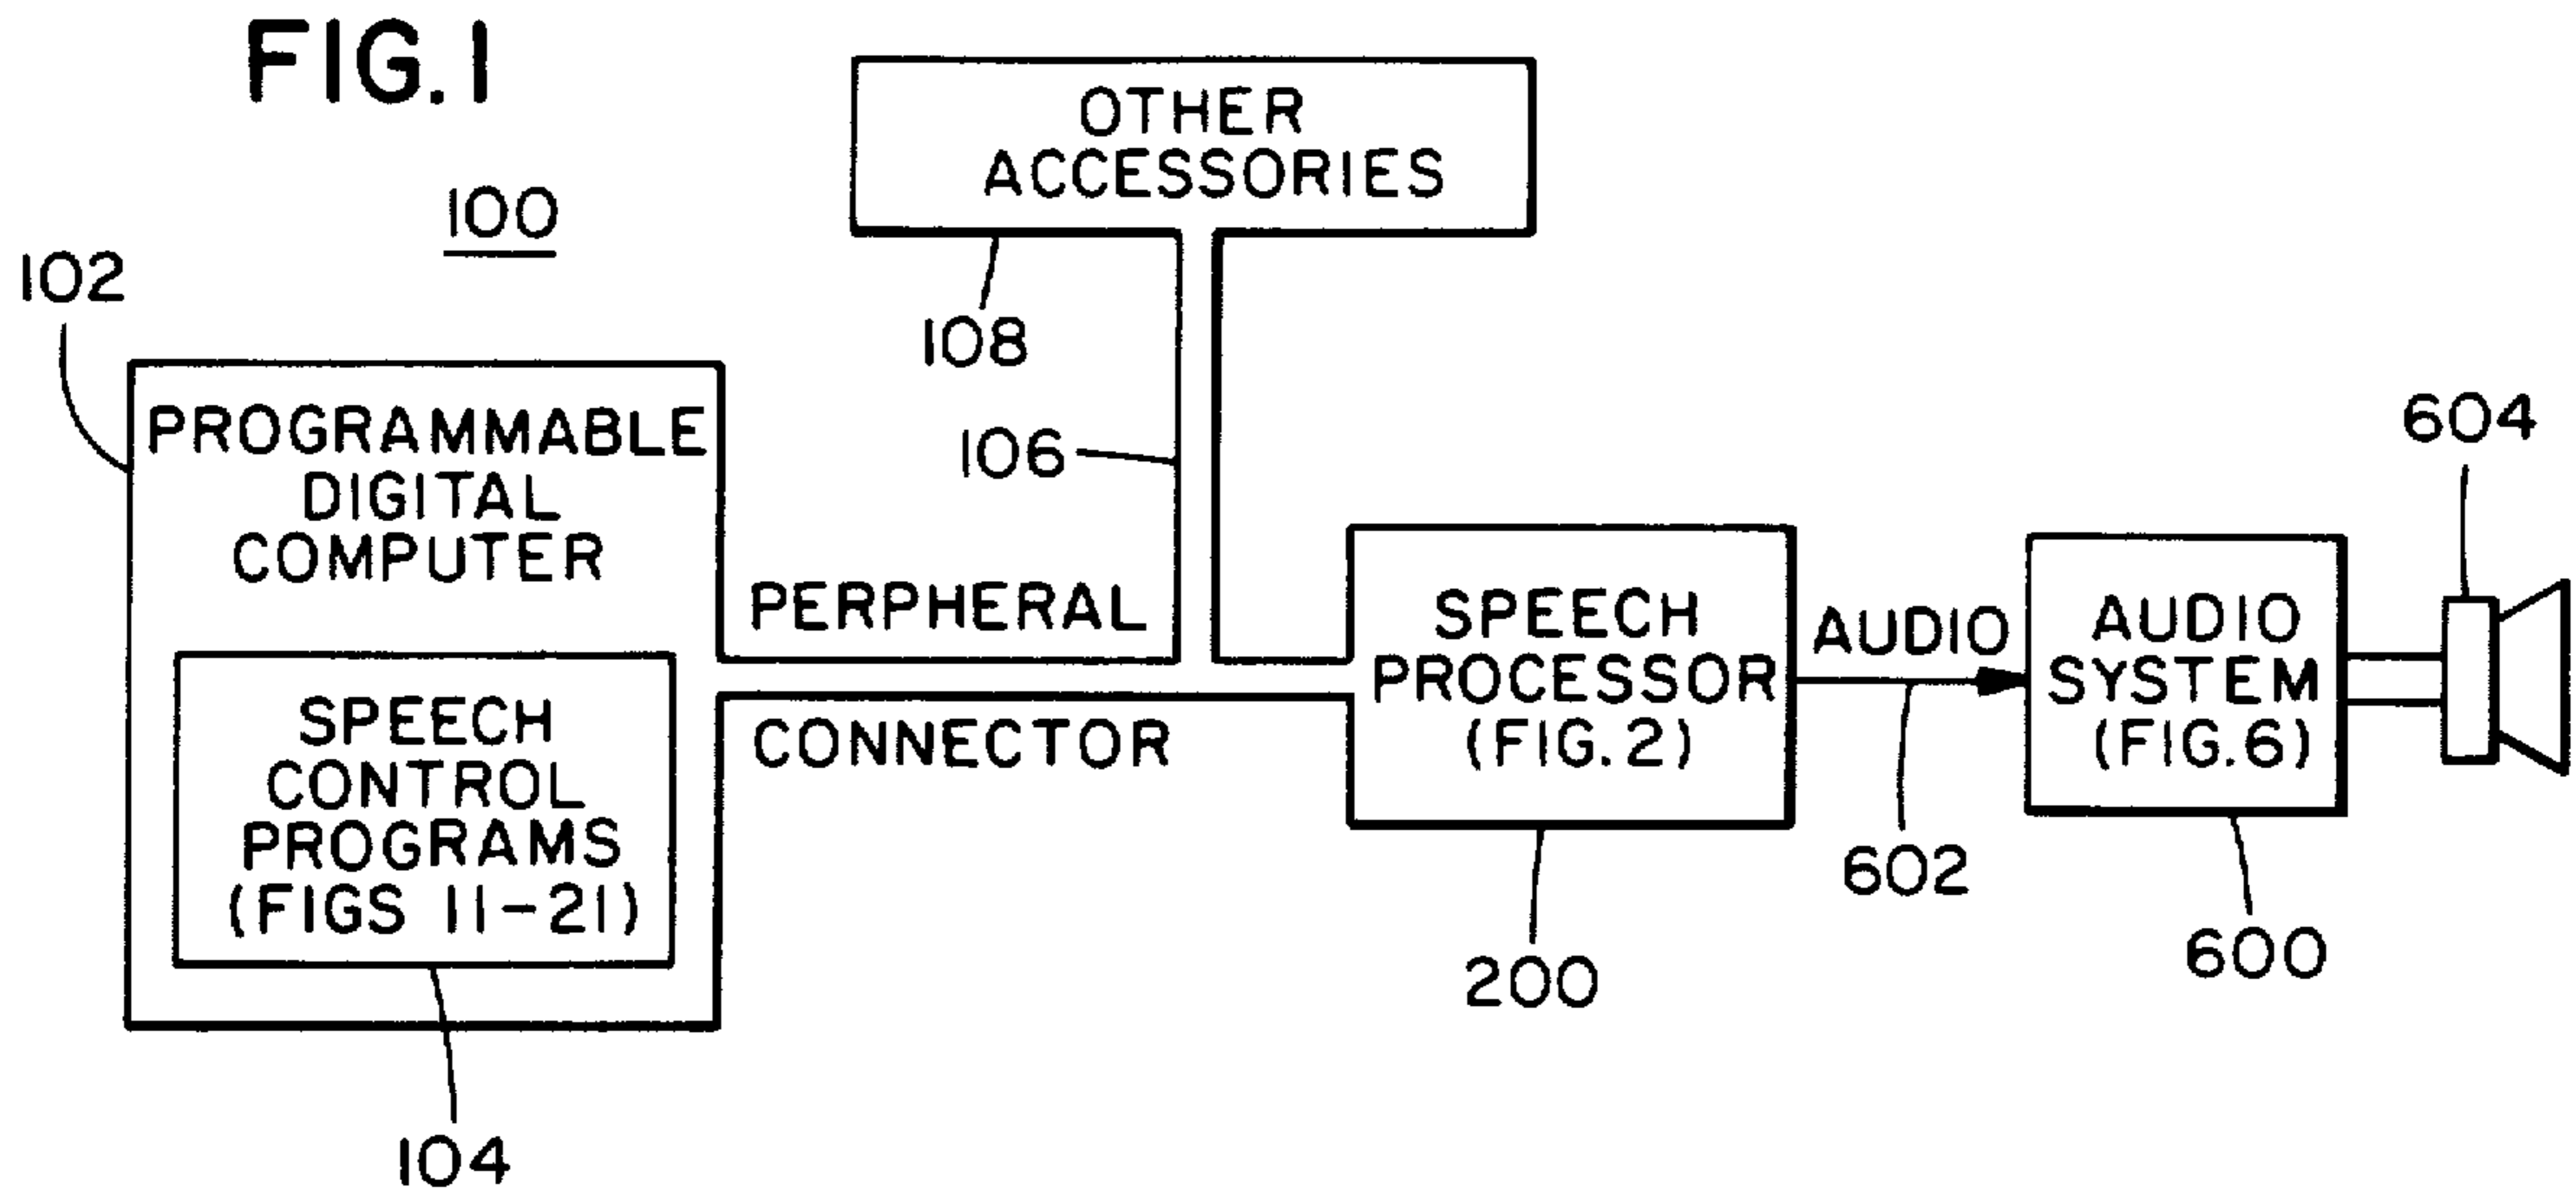 FIG. 1
100
OTHER
ACCESSORIES
108
102
PROGRAMMABLE
DIGITAL
COMPUTER
SPEECH
CONTROL
PROGRAMS
(FIGS 11-21)
104
106
PERPHERAL
CONNECTOR
SPEECH
PROCESSOR
(FIG. 2)
200
AUDIO
602
AUDIO
SYSTEM
(FIG. 6)
600
604